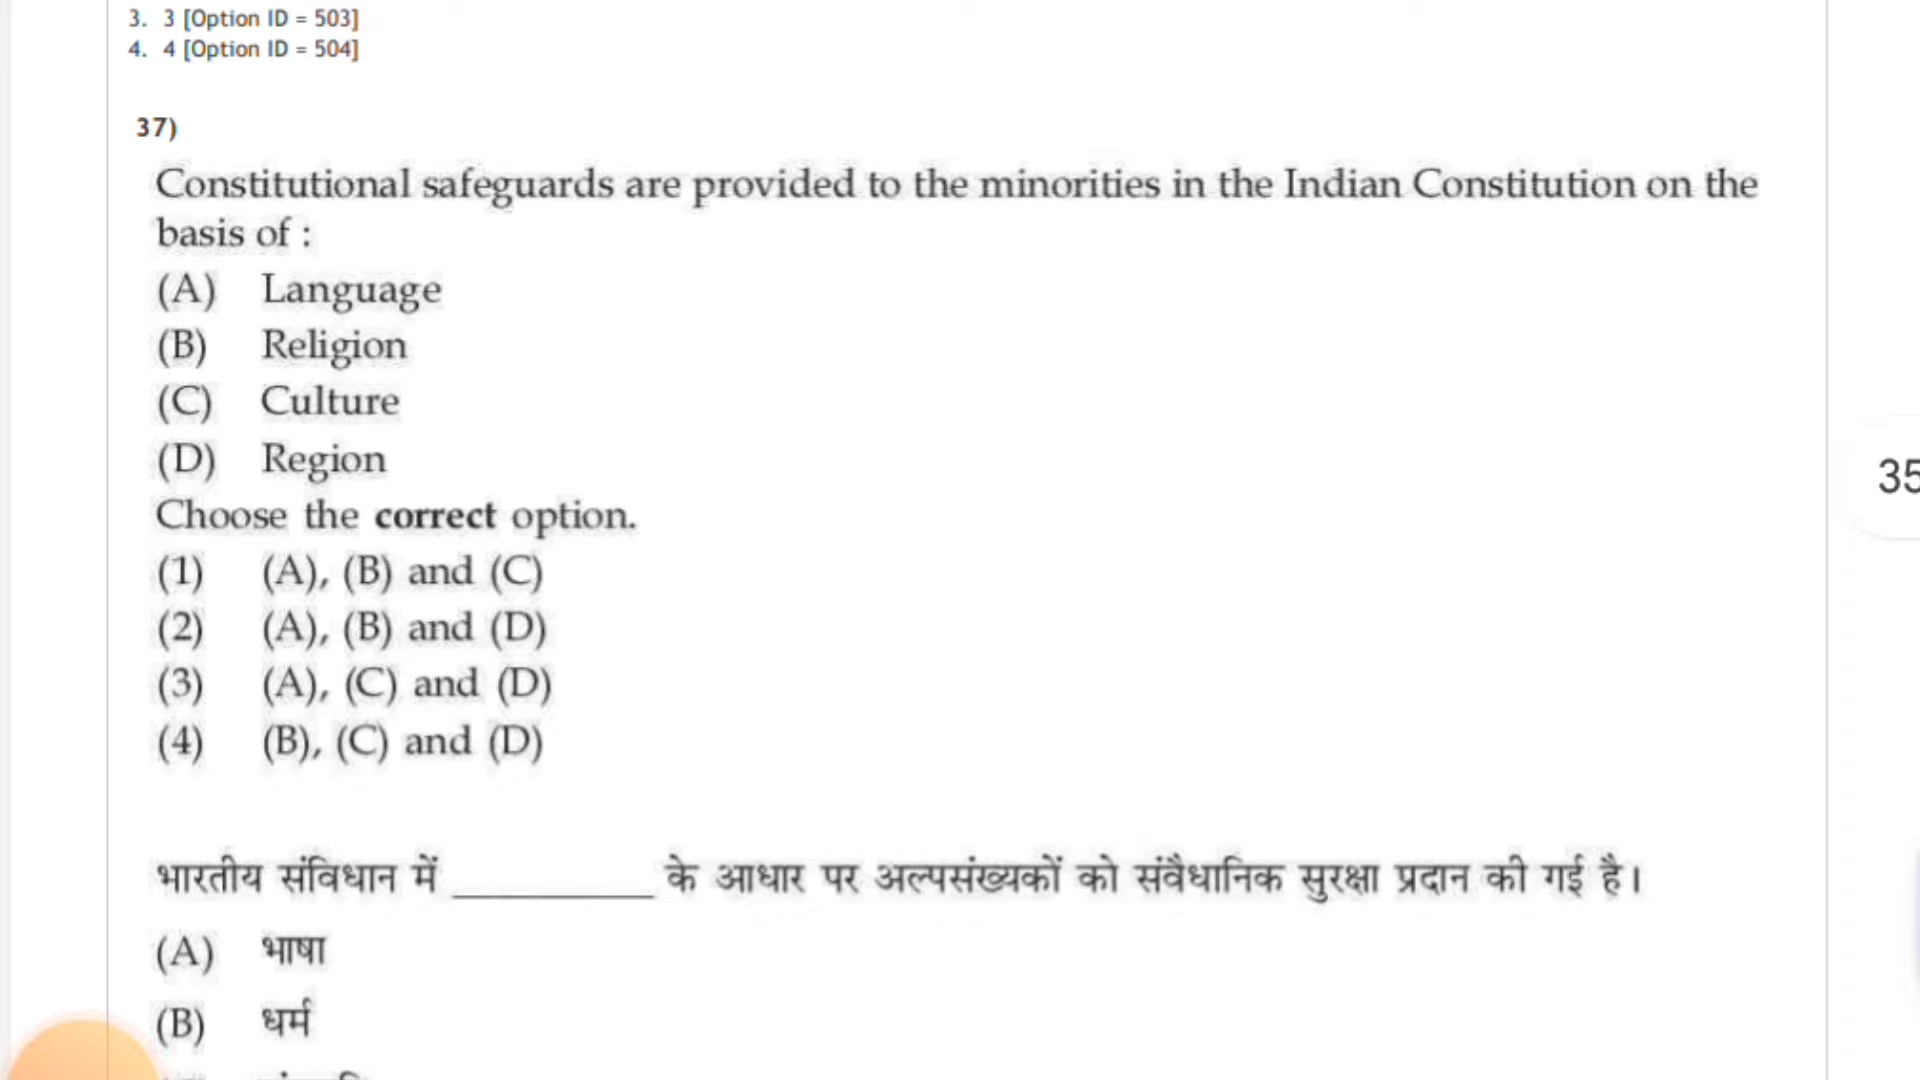 3. 3 [Option ID = 503]
4. 4 [Option ID = 504]
37)
Constitutional safeguards are provided to the minorities in the Indian Constitution on the
basis of :
(A) Language
(B) Religion
(C) Culture
(D) Region
Choose the correct option.
(1) (A), (B) and (C)
(2) (A), (B) and (D)
(3) (A), (C) and (D)
(4) (B), (C) and (D)
35
भारतीय संविधान में __________ के आधार पर अल्पसंख्यकों को संवैधानिक सुरक्षा प्रदान की गई है।
(A) भाषा
(B) धर्म